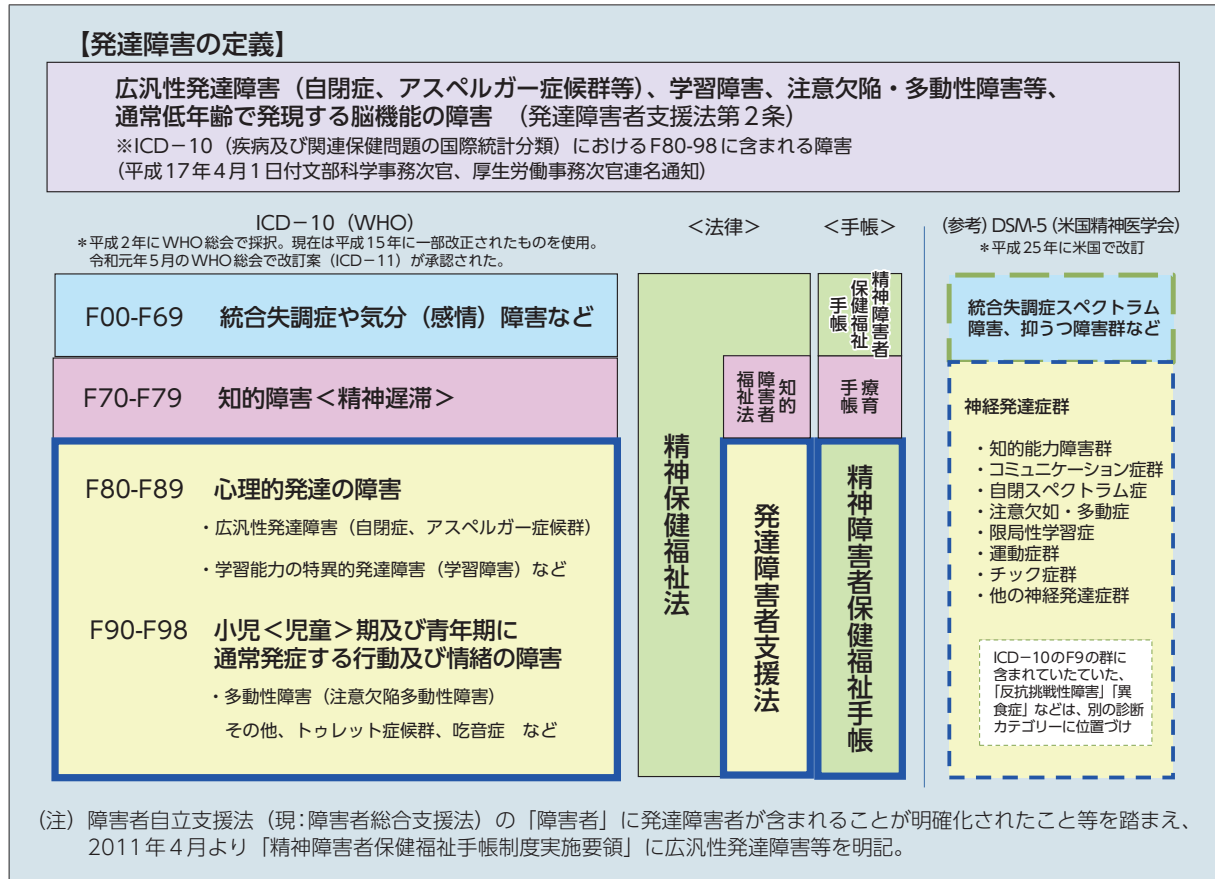 【発達障害の定義】
広汎性発達障害（自閉症、アスペルガー症候群等）、学習障害、注意欠陥・多動性障害等、
通常低年齢で発現する脳機能の障害　（発達障害者支援法第２条）
※ICD－10（疾病及び関連保健問題の国際統計分類）におけるF80-98に含まれる障害
（平成17年４月１日付文部科学事務次官、厚生労働事務次官連名通知）
ICD－10（WHO）
＊平成２年にWHO総会で採択。現在は平成15年に一部改正されたものを使用。
令和元年５月のWHO総会で改訂案（ICD－11）が承認された。
＜法律＞
＜手帳＞
(参考) DSM-5 (米国精神医学会)
＊平成25年に米国で改訂
F00-F69　統合失調症や気分（感情）障害など
F70-F79　知的障害＜精神遅滞＞
F80-F89　心理的発達の障害
・広汎性発達障害（自閉症、アスペルガー症候群）
・学習能力の特異的発達障害（学習障害）など
F90-F98　小児＜児童＞期及び青年期に
通常発症する行動及び情緒の障害
・多動性障害（注意欠陥多動性障害）
その他、トゥレット症候群、吃音症　など
精神保健福祉法
知的
障害者
福祉法
発達障害者支援法
精神障害者
保健福祉
手帳
療育
手帳
精神障害者保健福祉手帳
統合失調症スペクトラム
障害、抑うつ障害群など
神経発達症群
・知的能力障害群
・コミュニケーション症群
・自閉スペクトラム症
・注意欠如・多動症
・限局性学習症
・運動症群
・チック症群
・他の神経発達症群
ICD－10のF9の群に
含まれていたていた、
「反抗挑戦性障害」「異
食症」などは、別の診断
カテゴリーに位置づけ
（注）障害者自立支援法（現：障害者総合支援法）の「障害者」に発達障害者が含まれることが明確化されたこと等を踏まえ、
2011年４月より「精神障害者保健福祉手帳制度実施要領」に広汎性発達障害等を明記。